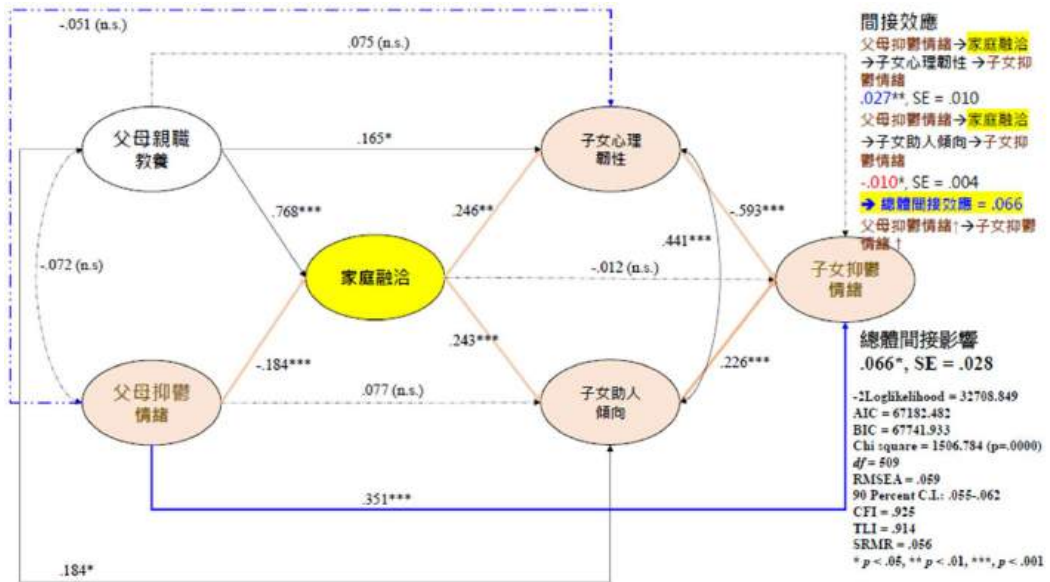 -.051 (n.s.)
.075 (n.s.)
父母親職
教養
.165*
子女心理
韌性
.768***
.246**
-.593***
.441***
-.072 (n.s)
家庭融洽
-.012 (n.s.)
子女抑鬱
情緒
-.184***
.243***
.226***
父母抑鬱
情緒
.077 (n.s.)
子女助人
傾向
.351***
.184*
間接效應
父母抑鬱情緒→家庭融洽
→子女心理韌性→子女抑
鬱情緒
.027**, SE = .010
父母抑鬱情緒→家庭融洽
→子女助人傾向→子女抑
鬱情緒
-.010*, SE = .004
➔ 總體間接效應 = .066
父母抑鬱情緒↑→子女抑鬱
情緒↑
總體間接影響
.066*, SE = .028
-2Loglikelihood = 32708.849
AIC = 67182.482
BIC = 67741.933
Chi square = 1506.784 (p=.0000)
df = 509
RMSEA = .059
90 Percent C.I.: .055-.062
CFI = .925
TLI = .914
SRMR = .056
* p < .05, ** p < .01, ***, p < .001